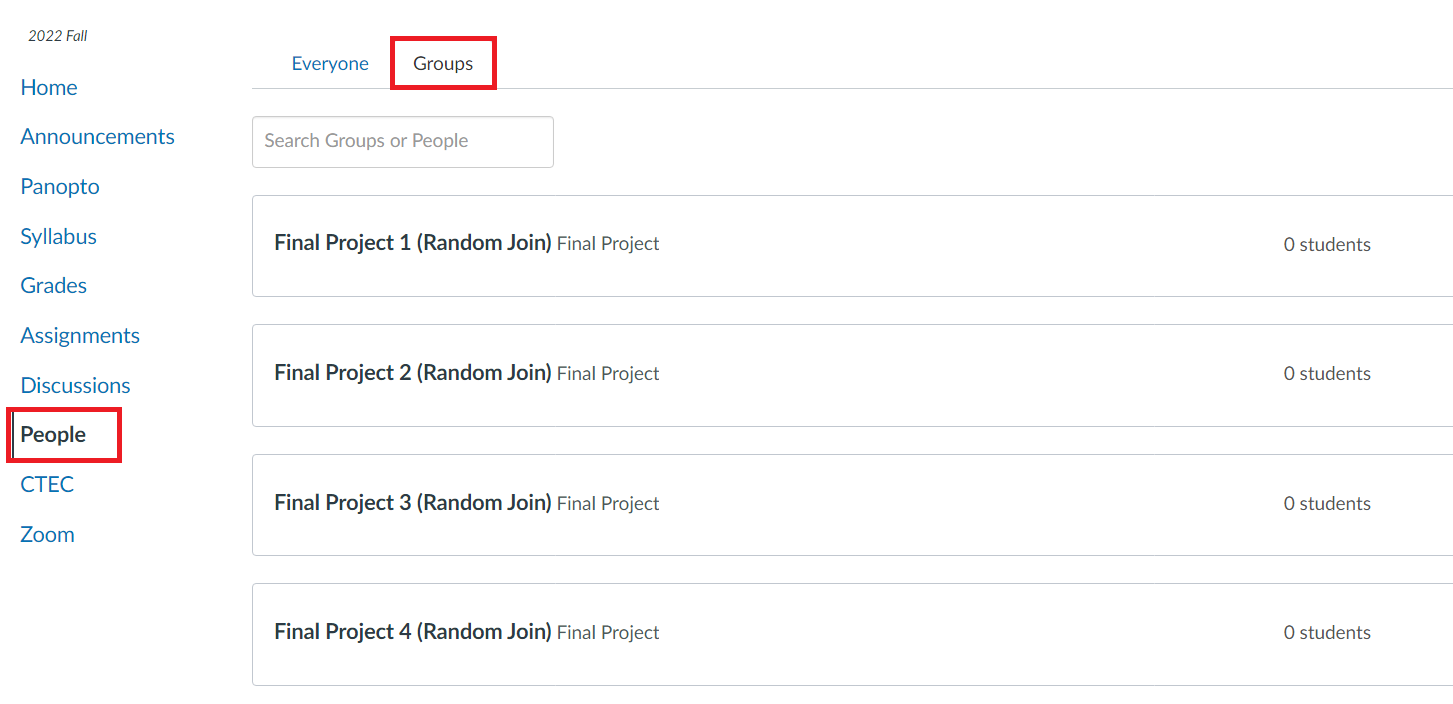 2022 Fall
Home
Announcements
Panopto
Syllabus
Grades
Assignments
Discussions
People
CTEC
Zoom
Everyone Groups
Search Groups or People
Final Project 1 (Random Join) Final Project 0 students
Final Project 2 (Random Join) Final Project 0 students
Final Project 3 (Random Join) Final Project 0 students
Final Project 4 (Random Join) Final Project 0 students